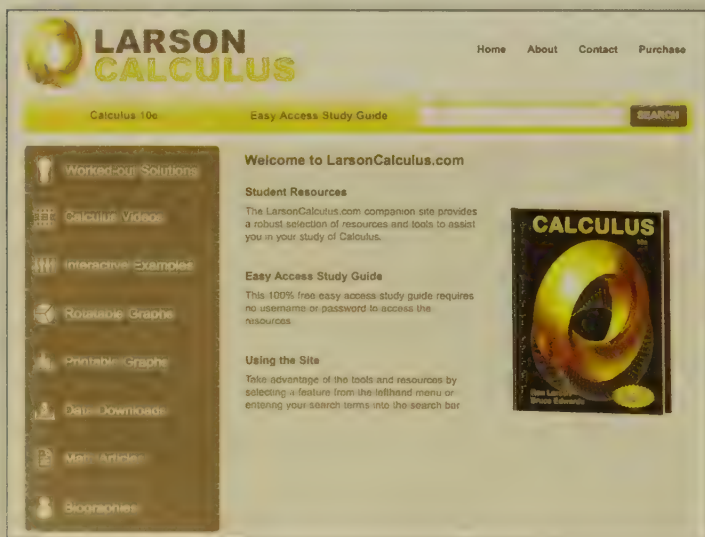 LARSON
CALCULUS
Home About Contact Purchase
Calculus 10e Easy Access Study Guide SEARCH
Worked-out Solutions
Calculus Videos
Interactive Examples
Rotatable Graphs
Printable Graphs
Data Downloads
Math Articles
Biographies
Welcome to LarsonCalculus.com
Student Resources
The LarsonCalculus.com companion site provides
a robust selection of resources and tools to assist
you in your study of Calculus.
Easy Access Study Guide
This 100% free easy access study guide requires
no username or password to access the
resources
Using the Site
Take advantage of the tools and resources by
selecting a feature from the lefthand menu or
entering your search terms into the search bar
CALCULUS
10e
Ron Larson
Bruce Edwards